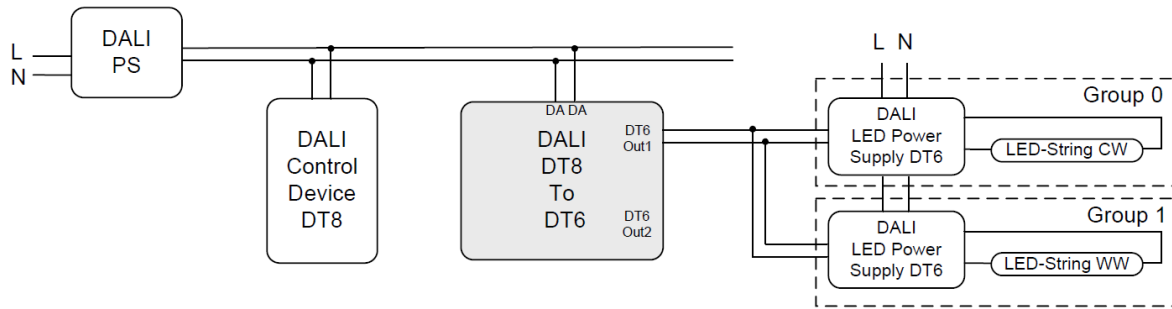 L
N
DALI
PS
DALI
Control
Device
DT8
DA DA
DALI
DT8
To
DT6
DT6
Out1
DT6
Out2
L N
Group 0
DALI
LED Power
Supply DT6
LED-String CW
Group 1
DALI
LED Power
Supply DT6
LED-String WW